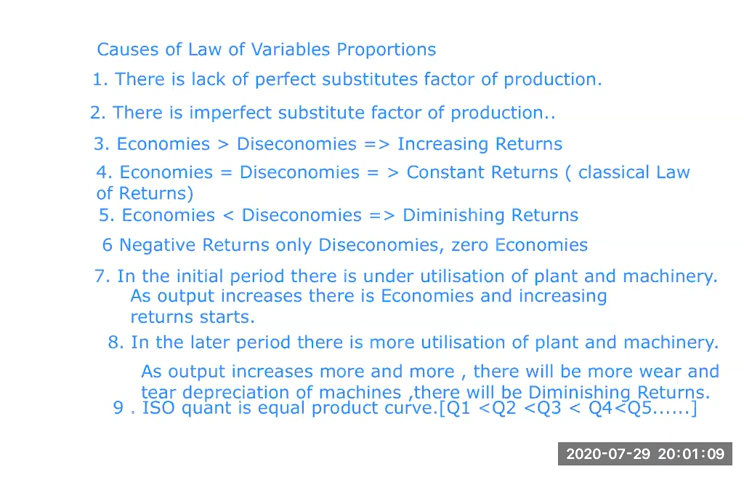 Causes of Law of Variables Proportions
1. There is lack of perfect substitutes factor of production.
2. There is imperfect substitute factor of production..
3. Economies > Diseconomies => Increasing Returns
4. Economies = Diseconomies = > Constant Returns ( classical Law
of Returns)
5. Economies < Diseconomies => Diminishing Returns
6 Negative Returns only Diseconomies, zero Economies
7. In the initial period there is under utilisation of plant and machinery.
As output increases there is Economies and increasing
returns starts.
8. In the later period there is more utilisation of plant and machinery.
As output increases more and more , there will be more wear and
tear depreciation of machines ,there will be Diminishing Returns.
9 . ISO quant is equal product curve.[Q1 <Q2 <Q3 < Q4<Q5......]
2020-07-29 20:01:09